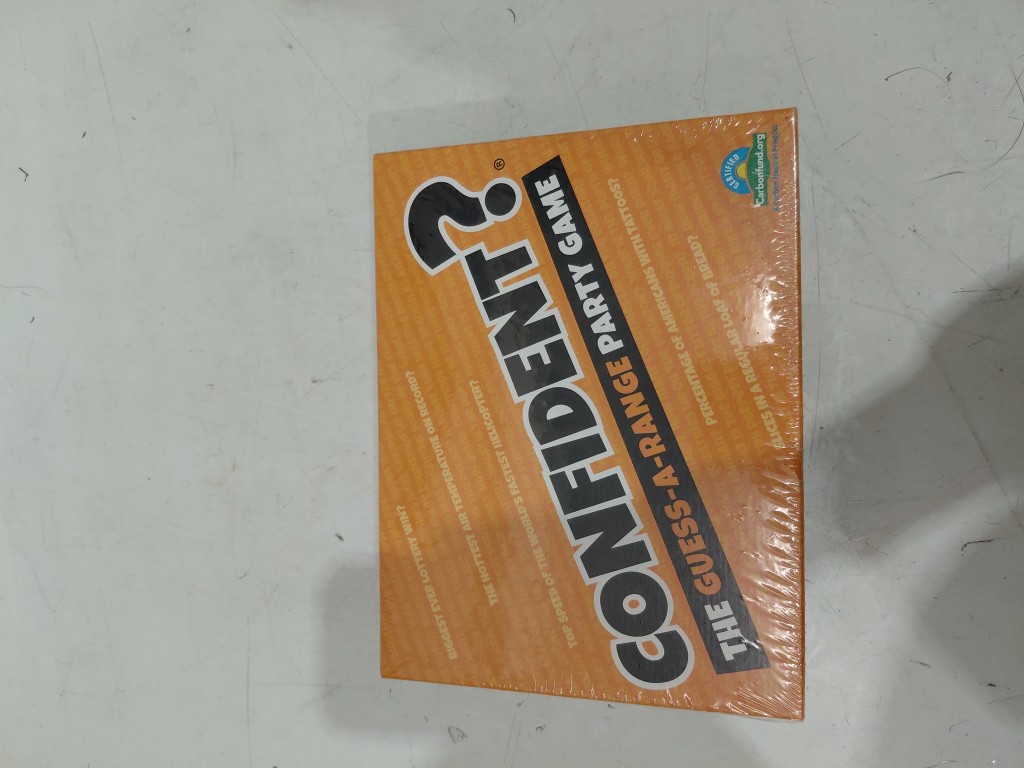 BIGGEST EVER LOTTERY WIN?
THE HOTTEST AIR TEMPERATURE ON RECORD?
TOP SPEED OF THE WORLD'S FASTEST HELICOPTER?
CONFIDENT?®
THE GUESS-A-RANGE PARTY GAME
PERCENTAGE OF AMERICANS WITH TATTOOS?
SLICES IN A REGULAR LOAF OF BREAD?
CERTIFIED
Carbonfund.org